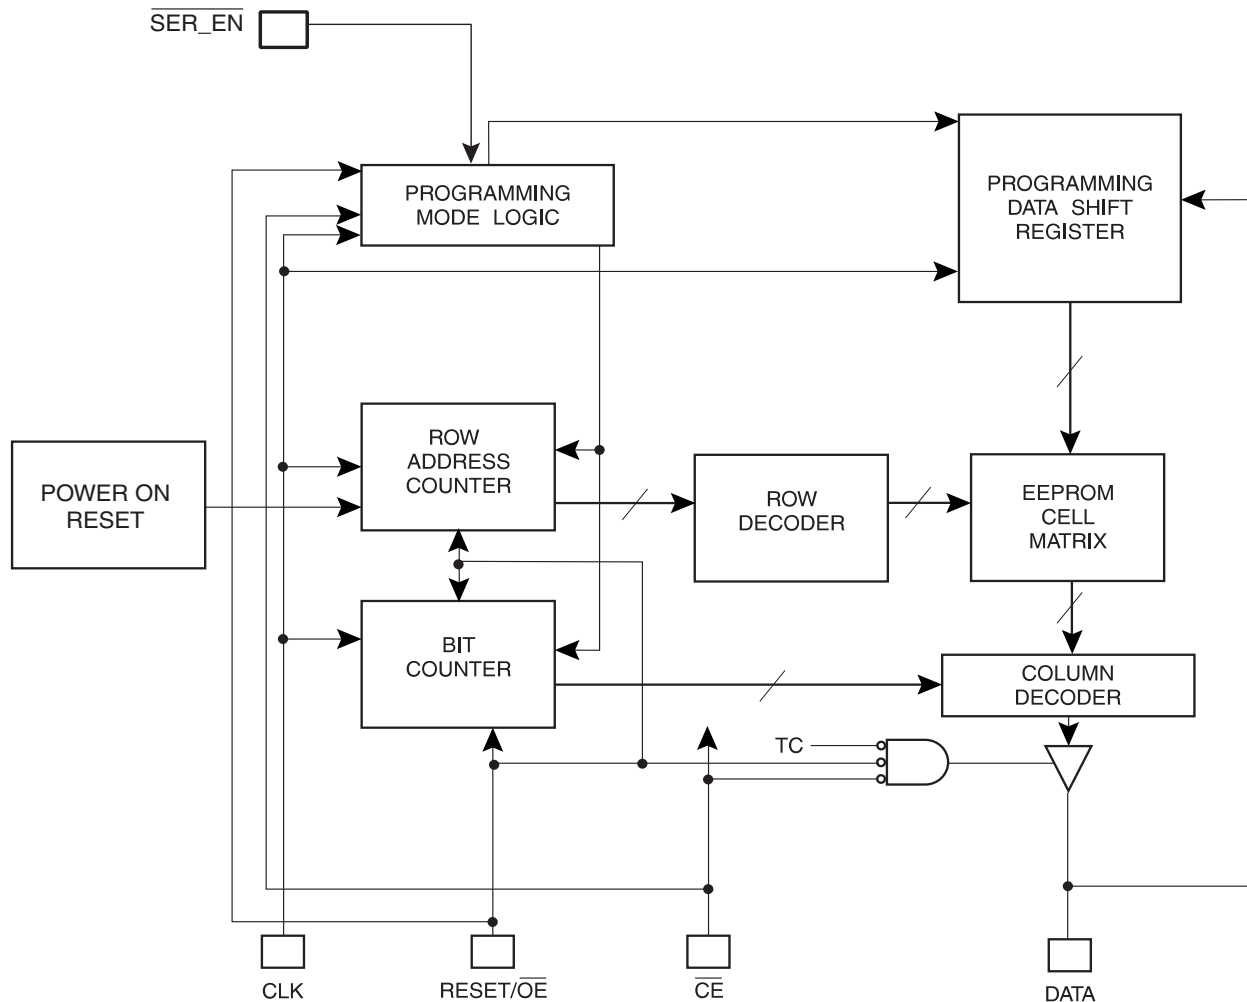 SER_EN
PROGRAMMING
MODE LOGIC
PROGRAMMING
DATA SHIFT
REGISTER
ROW
ADDRESS
COUNTER
POWER ON
RESET
ROW
DECODER
EEPROM
CELL
MATRIX
BIT
COUNTER
COLUMN
DECODER
TC
CLK
RESET/OE
CE
DATA